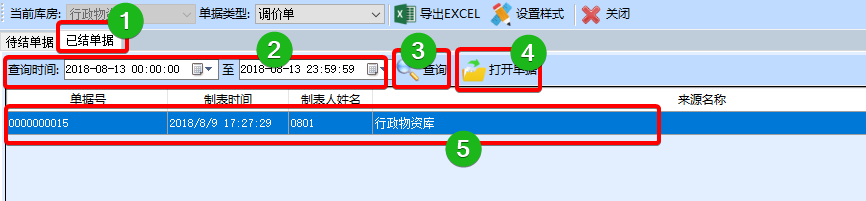 当前库房: 行政物资 单据类型: 调价单 导出EXCEL 设置样式 关闭
1
待结单据 已结单据
2 3 4
查询时间: 2018-08-13 00:00:00 至 2018-08-13 23:59:59 查询 打开单据
单据号 制表时间 制表人姓名 来源名称
0000000015 2018/8/9 17:27:29 0801 行政物资库
5